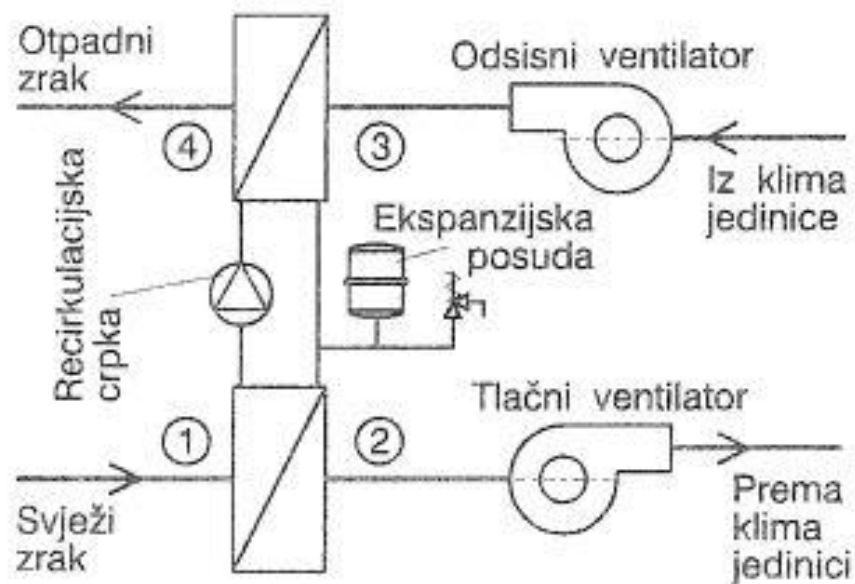 Otpadni
zrak
Odsisni ventilator
4
3
Iz klima
jedinice
Recirkulacijska
crpka
Ekspanzijska
posuda
1
2
Tlačni ventilator
Svježi
zrak
Prema
klima
jedinici